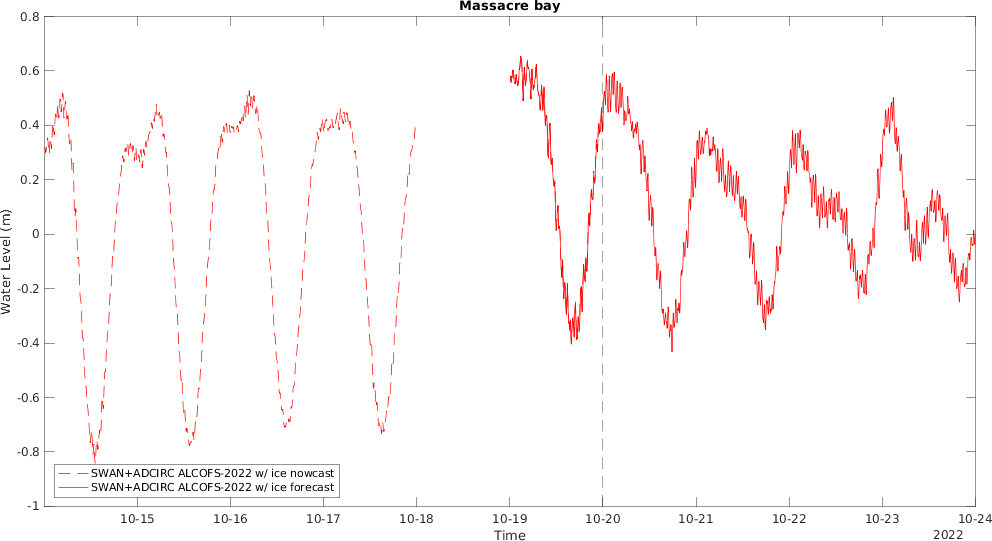 Massacre bay
0.8
0.6
0.4
0.2
0
-0.2
-0.4
-0.6
-0.8
-1
Water Level (m)
SWAN+ADCIRC ALCOFS-2022 w/ ice nowcast
SWAN+ADCIRC ALCOFS-2022 w/ ice forecast
10-15 10-16 10-17 10-18 10-19 10-20 10-21 10-22 10-23 10-24
Time
2022